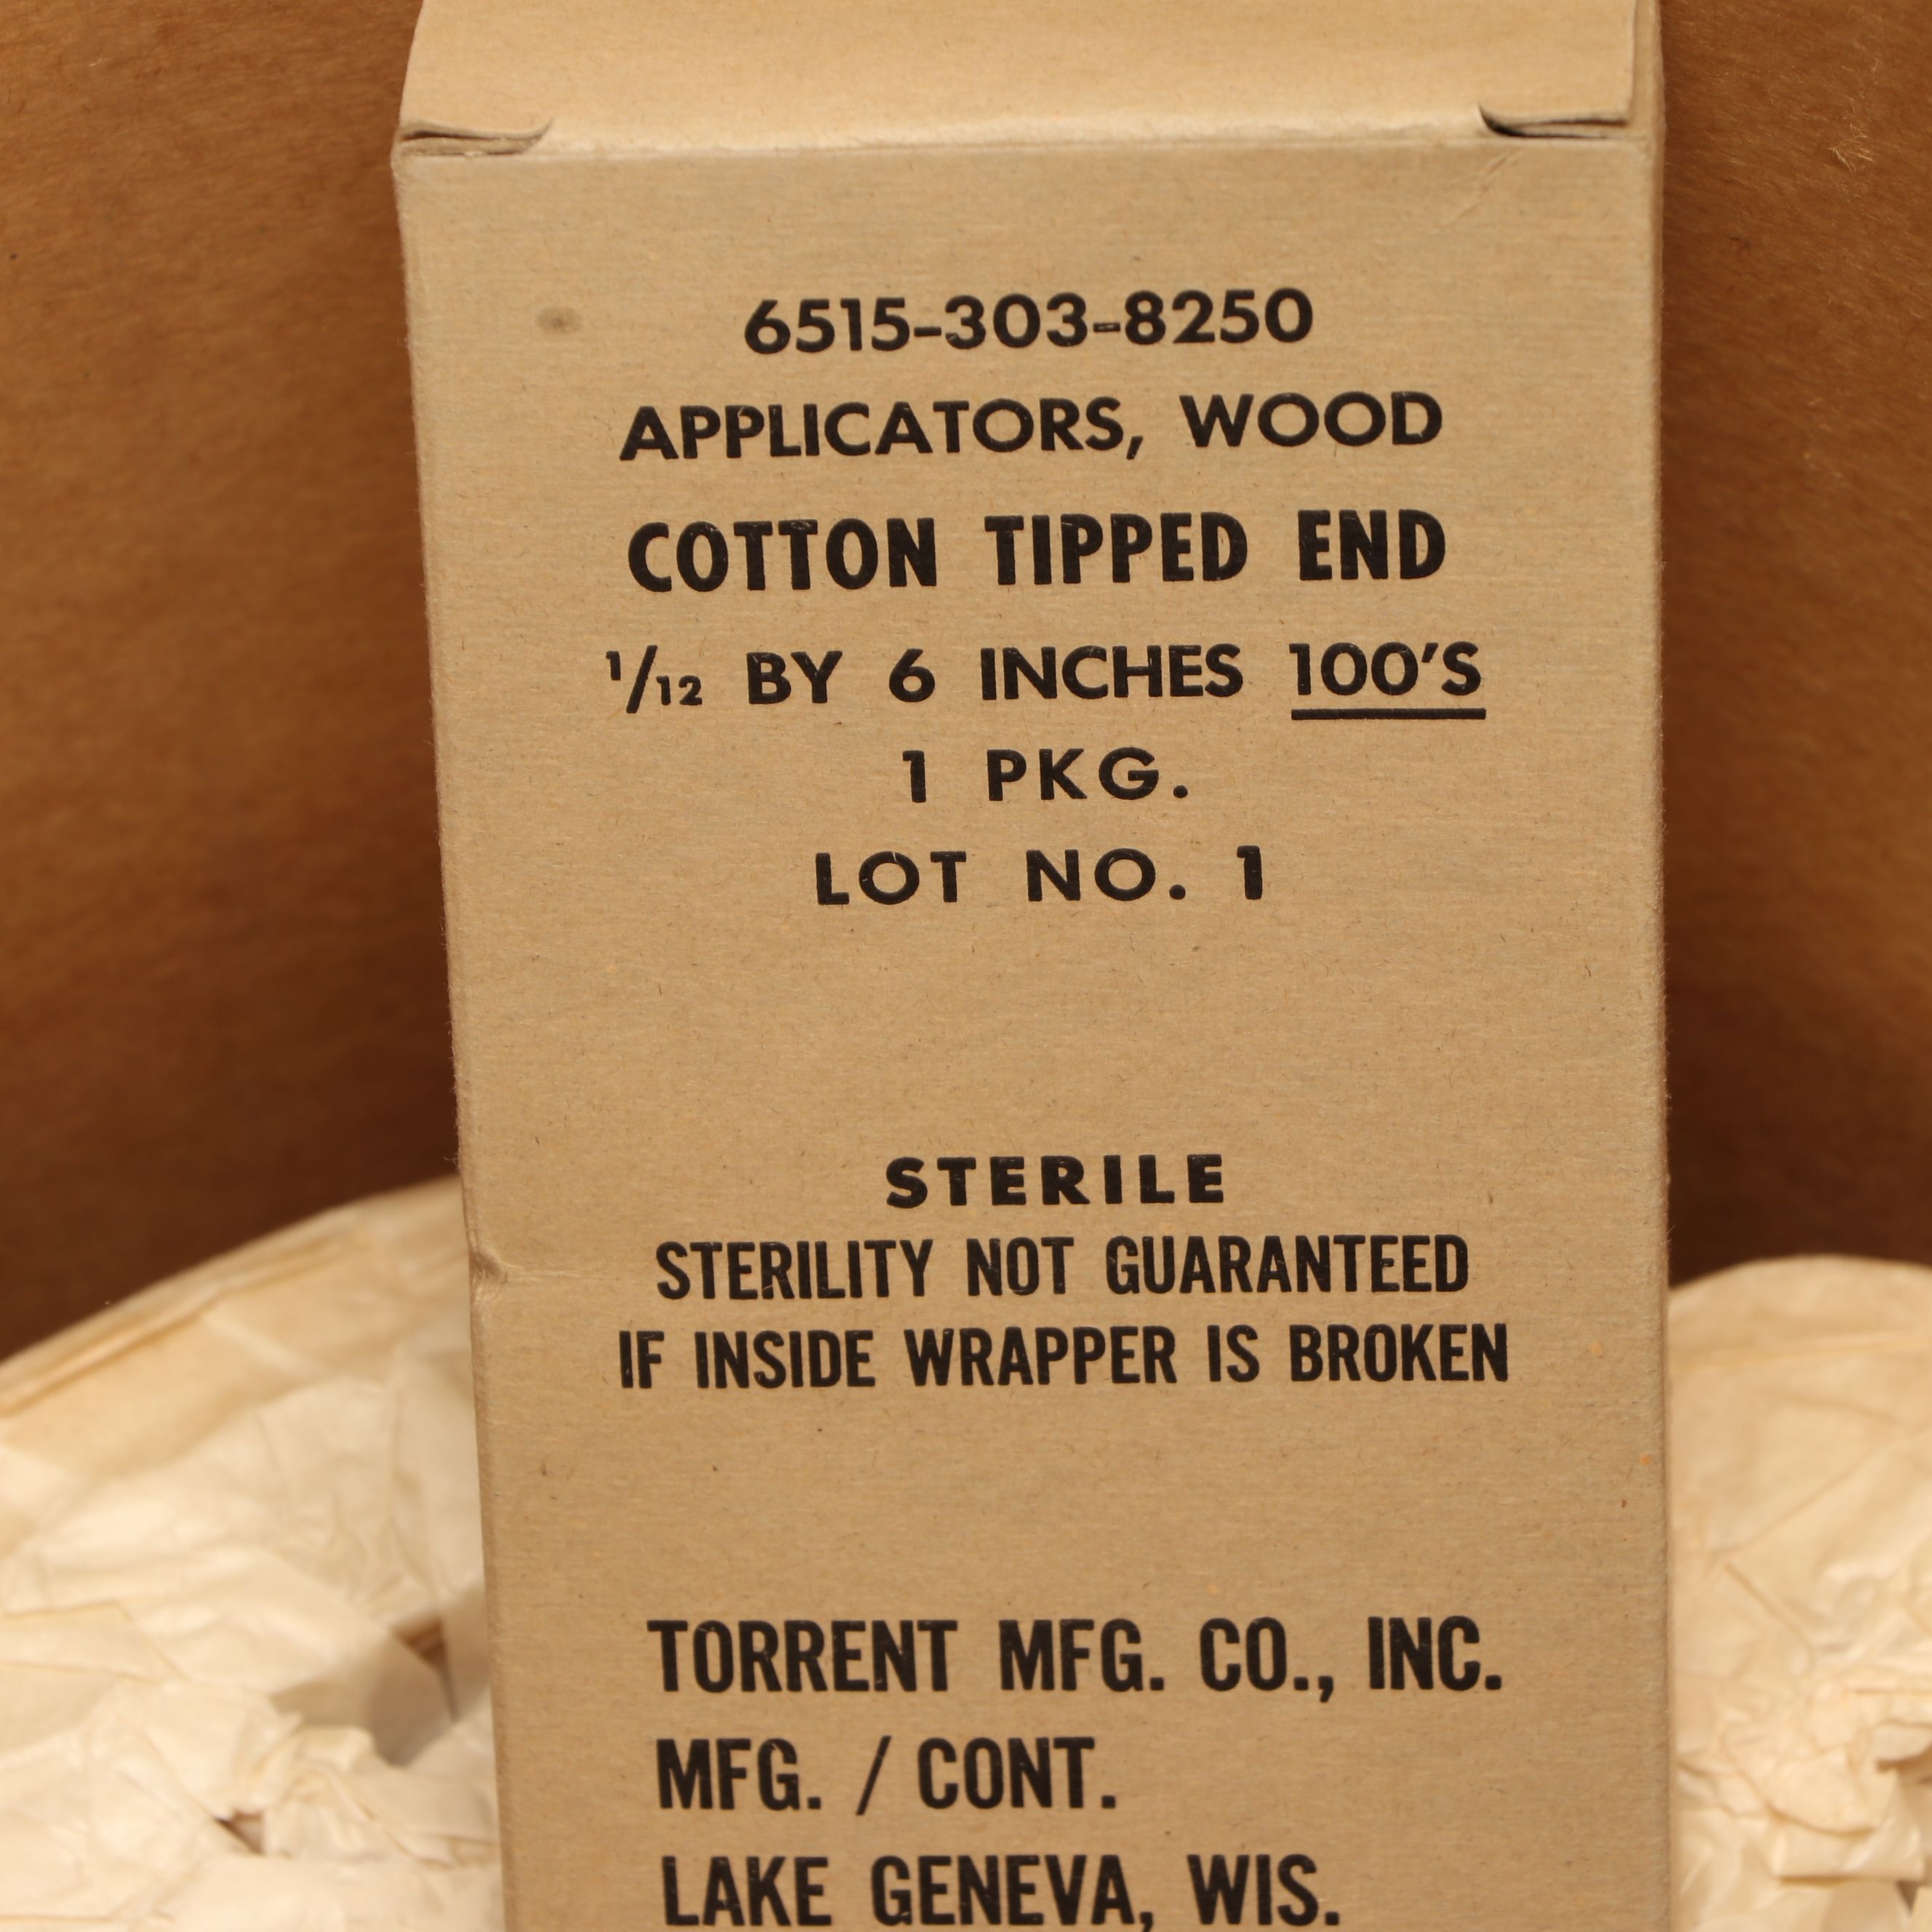 6515-303-8250
APPLICATORS, WOOD
COTTON TIPPED END
1/12 BY 6 INCHES 100'S
1 PKG.
LOT NO. 1
STERILE
STERILITY NOT GUARANTEED
IF INSIDE WRAPPER IS BROKEN
TORRENT MFG. CO., INC.
MFG. / CONT.
LAKE GENEVA, WIS.